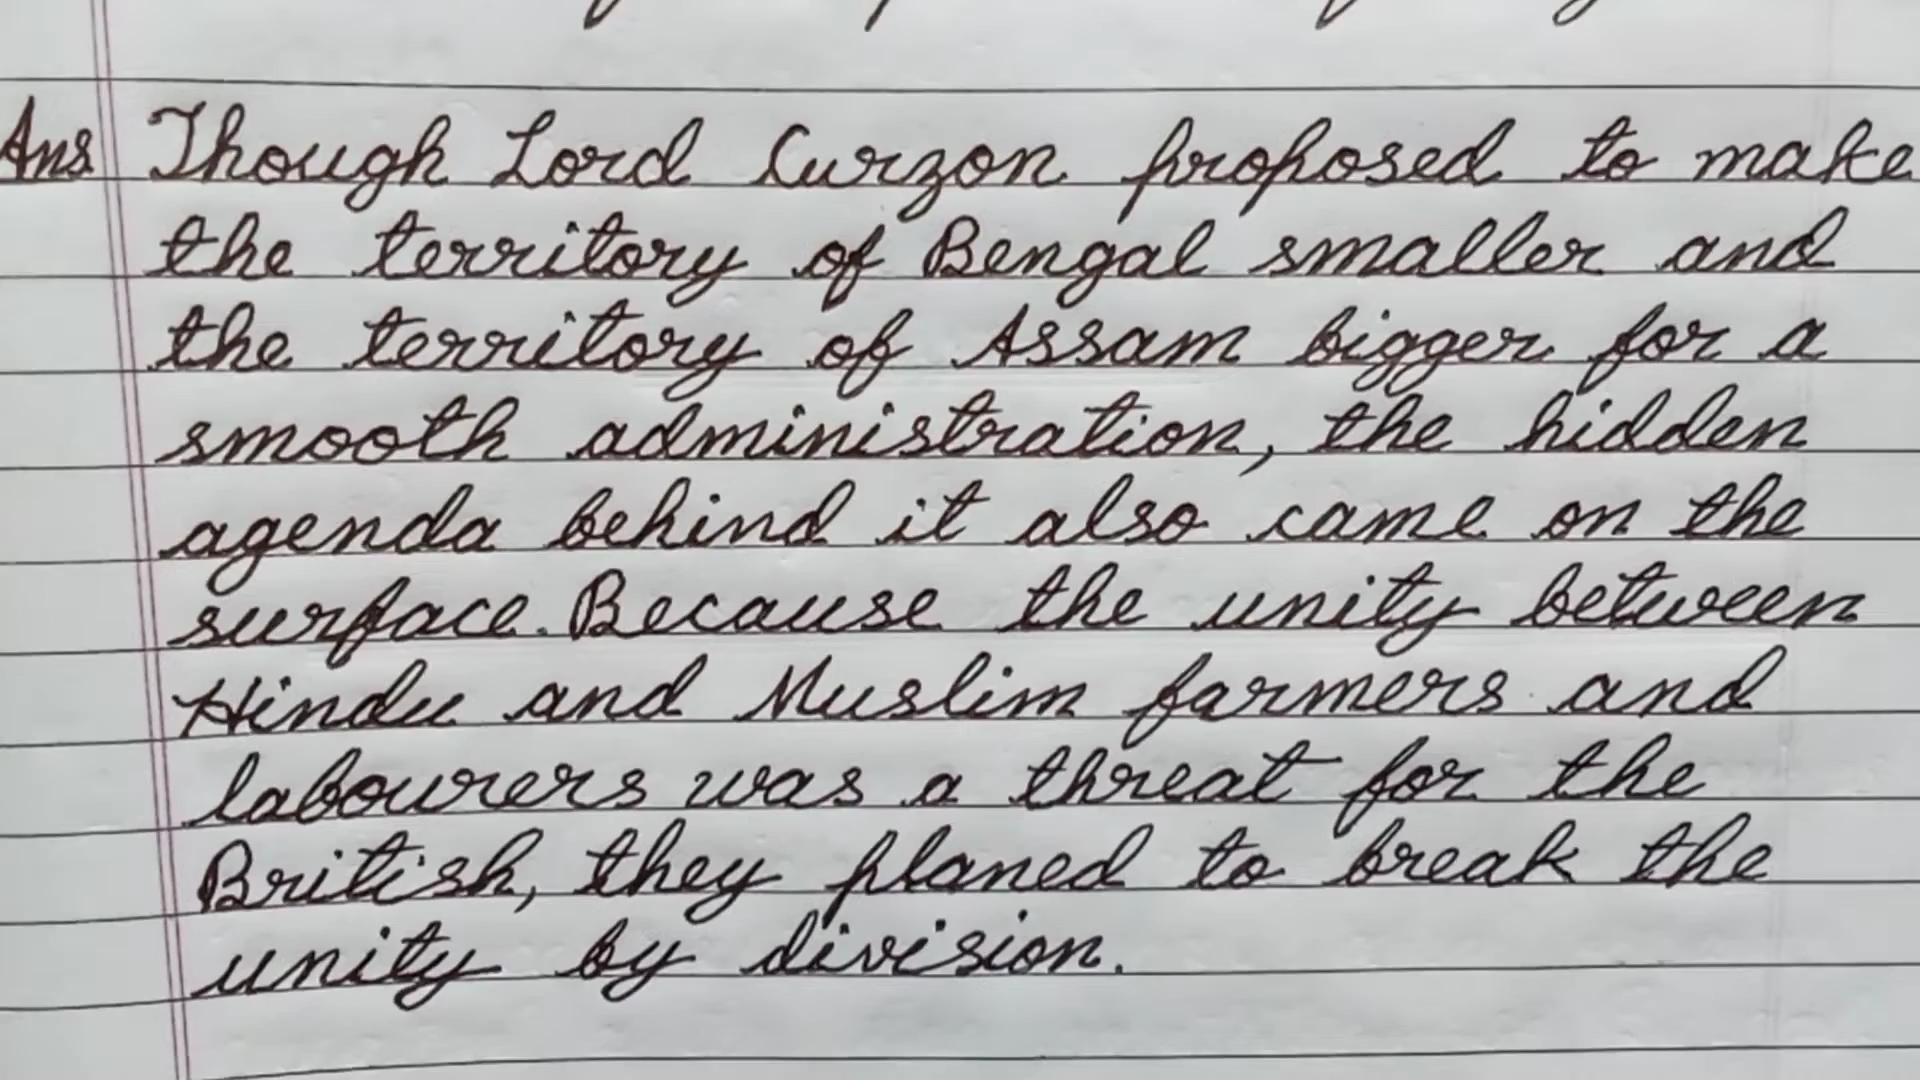 Ans Though Lord Curzon proposed to make
the territory of Bengal smaller and
the territory of Assam bigger for a
smooth administration, the hidden
agenda behind it also came on the
surface. Because the unity between
Hindu and Muslim farmers and
labourers was a threat for the
British, they planed to break the
unity by division.